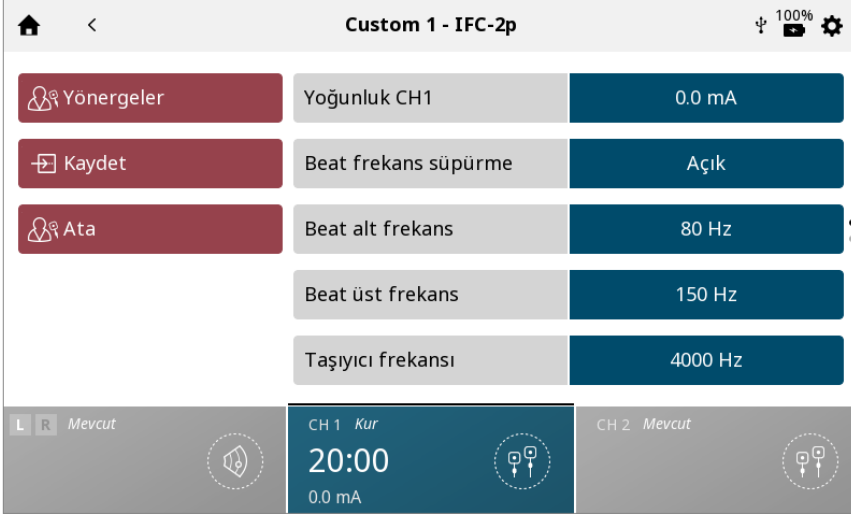 Custom 1 - IFC-2p
100%
Yönergeler
Yoğunluk CH1
0.0 mA
Kaydet
Beat frekans süpürme
Açık
Ata
Beat alt frekans
80 Hz
Beat üst frekans
150 Hz
Taşıyıcı frekansı
4000 Hz
L R Mevcut
CH 1 Kur
20:00
0.0 mA
CH 2 Mevcut